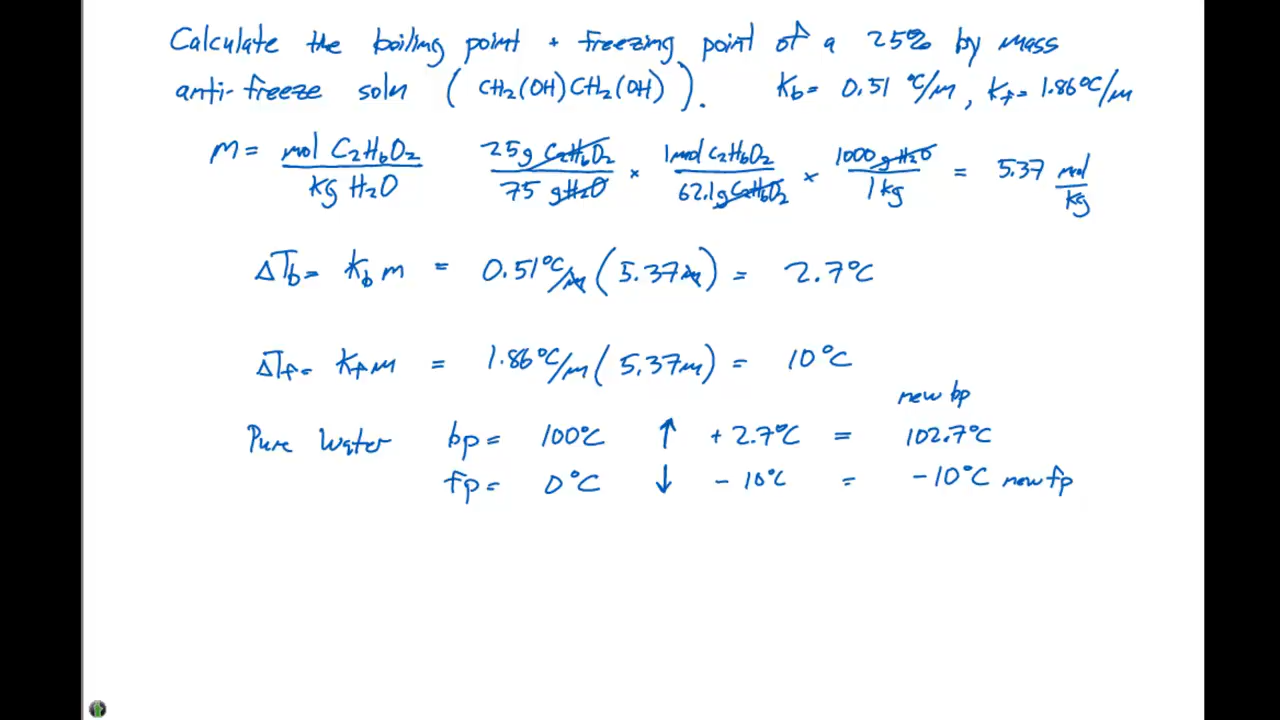 Calculate the boiling point + freezing point of a 25% by mass
anti-freeze soln (CH₂(OH)CH₂(OH)). Kb = 0.51 °C/m, Kf = 1.86°C/m
m = mol C₂H₆O₂ / kg H₂O   25g C₂H₆O₂ / 75 g H₂O × 1 mol C₂H₆O₂ / 62.1g C₂H₆O₂ × 1000 g H₂O / 1 kg = 5.37 mol / kg
ΔTb = Kb m = 0.51°C/m (5.37m) = 2.7°C
ΔTf = Kf m = 1.86°C/m (5.37m) = 10°C
new bp
Pure Water bp = 100°C ↑ + 2.7°C = 102.7°C
fp = 0°C ↓ - 10°C = -10°C new fp